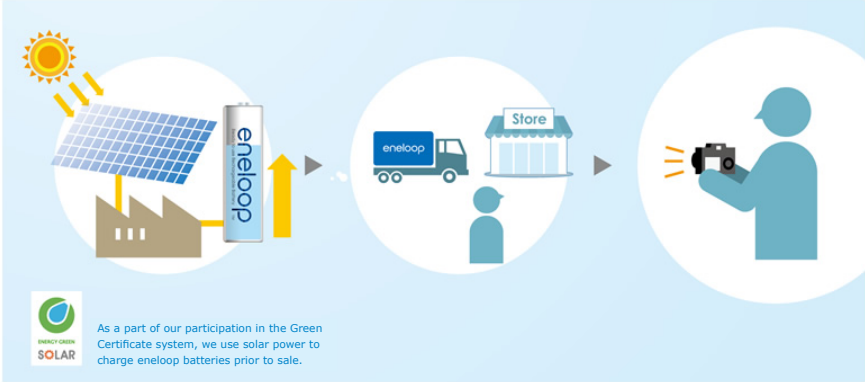 eneloop
eneloop
Store
ENERGY GREEN
SOLAR
As a part of our participation in the Green
Certificate system, we use solar power to
charge eneloop batteries prior to sale.